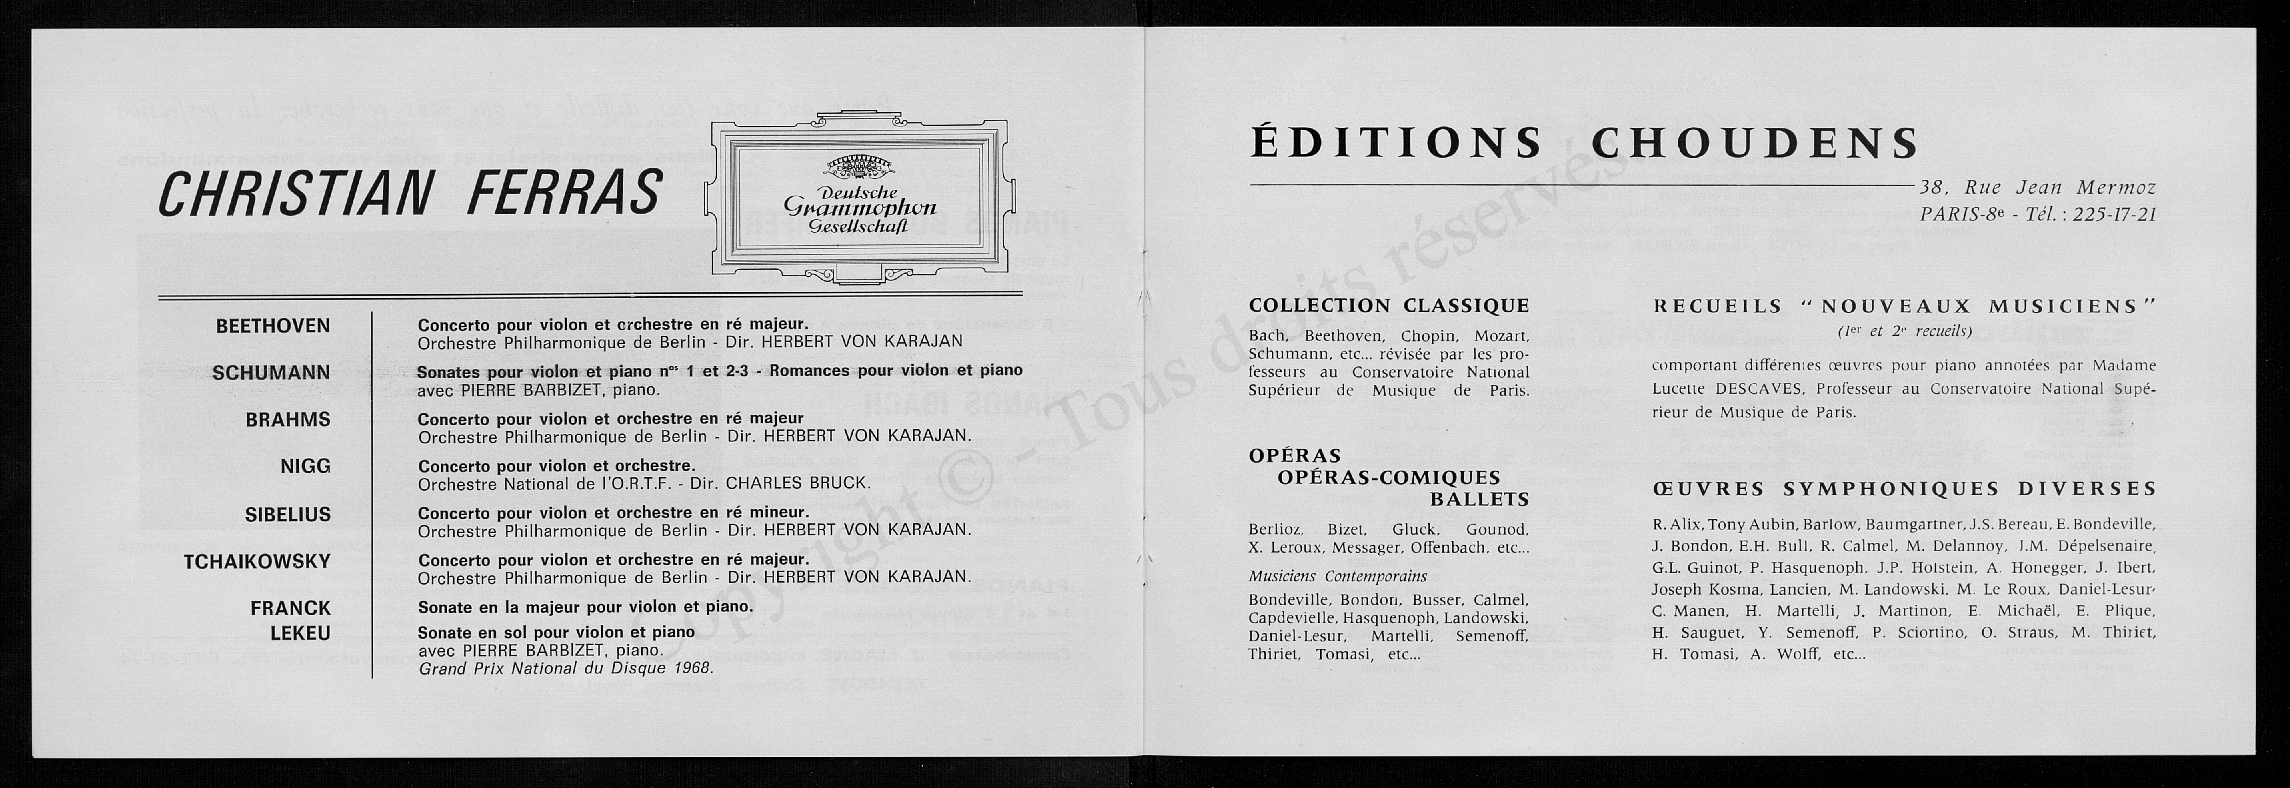 CHRISTIAN FERRAS
Deutsche
Grammophon
Gesellschaft
BEETHOVEN
Concerto pour violon et orchestre en ré majeur.
Orchestre Philharmonique de Berlin - Dir. HERBERT VON KARAJAN
SCHUMANN
Sonates pour violon et piano nos 1 et 2-3 - Romances pour violon et piano
avec PIERRE BARBIZET, piano.
BRAHMS
Concerto pour violon et orchestre en ré majeur
Orchestre Philharmonique de Berlin - Dir. HERBERT VON KARAJAN.
NIGG
Concerto pour violon et orchestre.
Orchestre National de l'O.R.T.F. - Dir. CHARLES BRUCK.
SIBELIUS
Concerto pour violon et orchestre en ré mineur.
Orchestre Philharmonique de Berlin - Dir. HERBERT VON KARAJAN.
TCHAIKOWSKY
Concerto pour violon et orchestre en ré majeur.
Orchestre Philharmonique de Berlin - Dir. HERBERT VON KARAJAN.
FRANCK
Sonate en la majeur pour violon et piano.
LEKEU
Sonate en sol pour violon et piano
avec PIERRE BARBIZET, piano.
Grand Prix National du Disque 1968.
ÉDITIONS CHOUDENS
38, Rue Jean Mermoz
PARIS-8e - Tél. : 225-17-21
COLLECTION CLASSIQUE
Bach, Beethoven, Chopin, Mozart,
Schumann, etc... révisée par les pro-
fesseurs au Conservatoire National
Supérieur de Musique de Paris.
OPÉRAS
OPÉRAS-COMIQUES
BALLETS
Berlioz, Bizet, Gluck, Gounod,
X. Leroux, Messager, Offenbach, etc...
Musiciens Contemporains
Bondeville, Bondon, Busser, Calmel,
Capdevielle, Hasquenoph, Landowski,
Daniel-Lesur, Martelli, Semenoff,
Thiriet, Tomasi, etc...
RECUEILS "NOUVEAUX MUSICIENS"
(1er et 2e recueils)
comportant différentes œuvres pour piano annotées par Madame
Lucette DESCAVES, Professeur au Conservatoire National Supé-
rieur de Musique de Paris.
ŒUVRES SYMPHONIQUES DIVERSES
R. Alix, Tony Aubin, Barlow, Baumgartner, J.S. Bereau, E. Bondeville,
J. Bondon, E.H. Bull, R. Calmel, M. Delannoy, J.M. Dépelsenaire,
G.L. Guinot, P. Hasquenoph, J.P. Holstein, A. Honegger, J. Ibert,
Joseph Kosma, Lancien, M. Landowski, M. Le Roux, Daniel-Lesur,
C. Manen, H. Martelli, J. Martinon, E. Michaël, E. Plique,
H. Sauguet, Y. Semenoff, P. Sciortino, O. Straus, M. Thiriet,
H. Tomasi, A. Wolff, etc...
Copyright © - Tous droits réservés